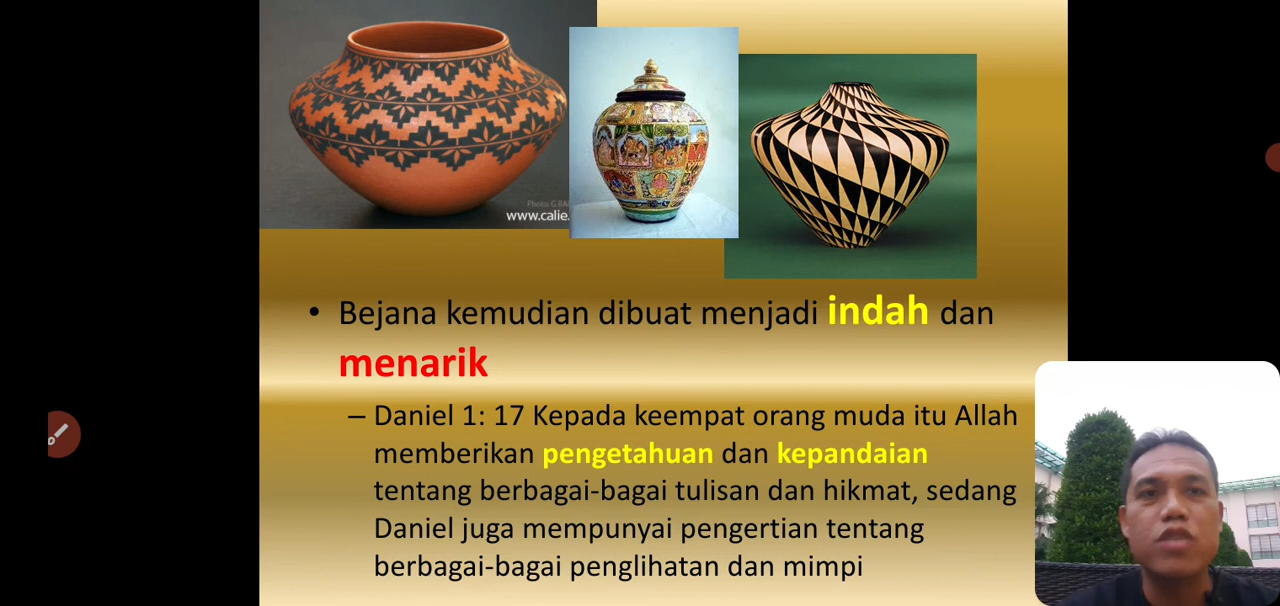 Photo: G.BA
www.calie.
• Bejana kemudian dibuat menjadi indah dan
menarik
– Daniel 1: 17 Kepada keempat orang muda itu Allah
memberikan pengetahuan dan kepandaian
tentang berbagai-bagai tulisan dan hikmat, sedang
Daniel juga mempunyai pengertian tentang
berbagai-bagai penglihatan dan mimpi